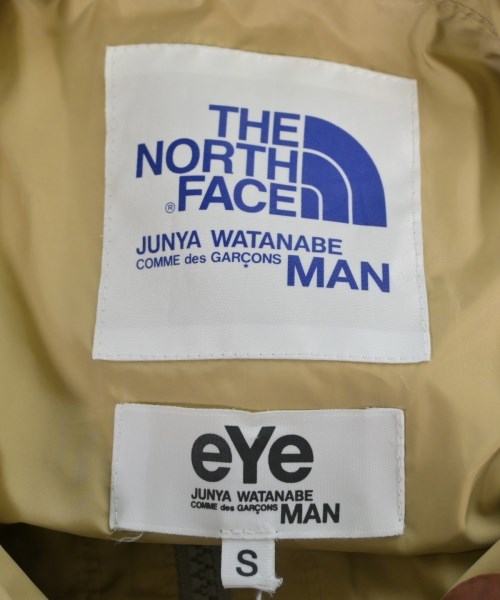 THE
NORTH
® FACE
JUNYA WATANABE
COMME des GARÇONS MAN
eYe
JUNYA WATANABE
COMME des GARÇONS MAN
S